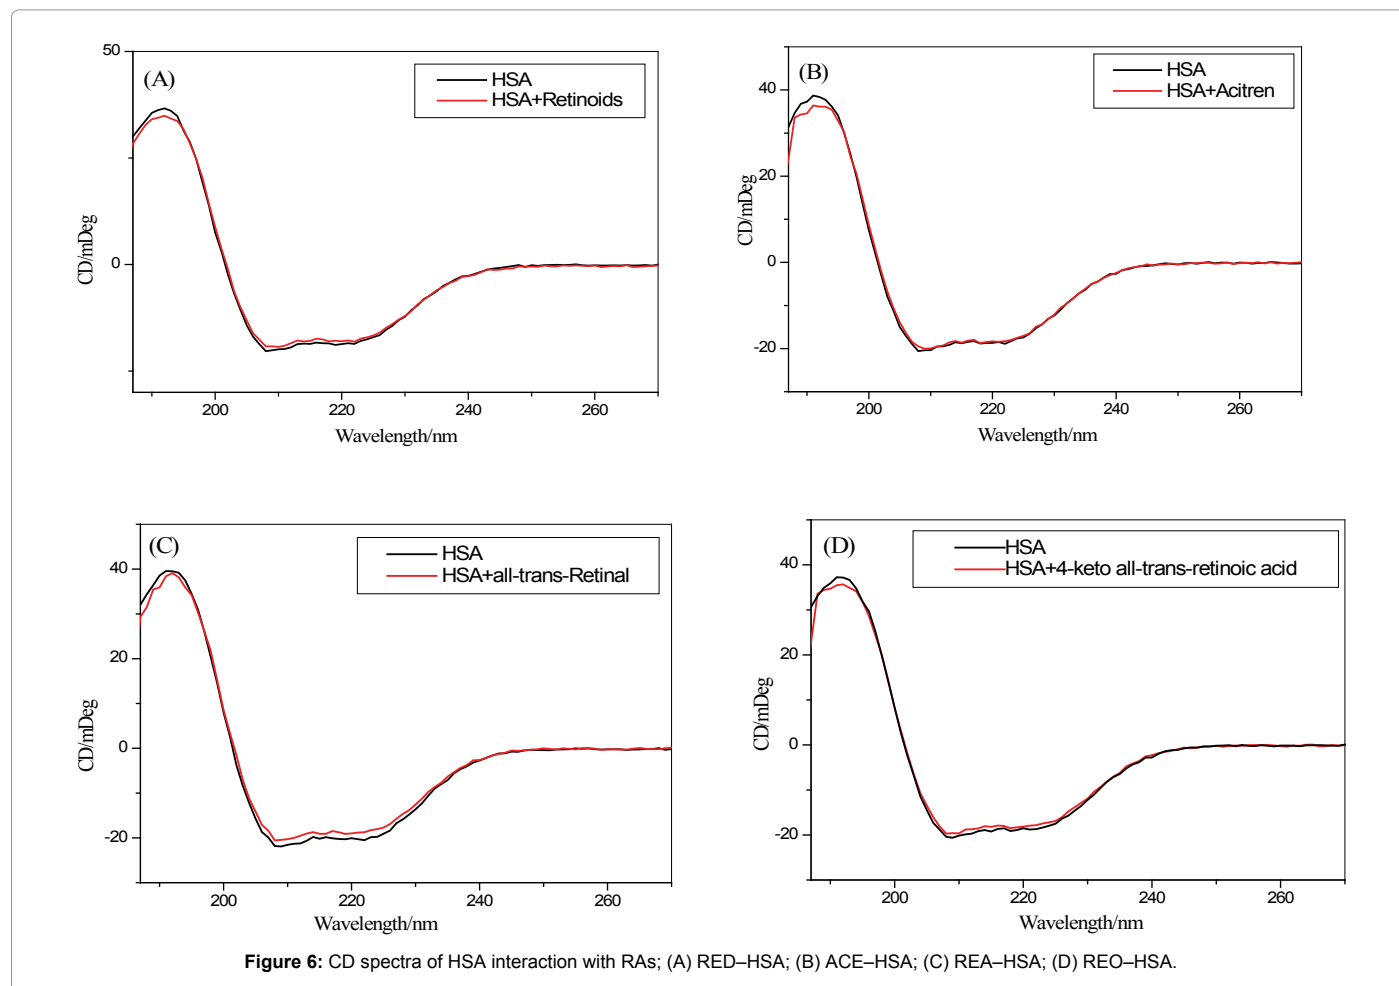 (A)
HSA
HSA+Retinoids
50
0
CD/mDeg
200 220 240 260
Wavelength/nm
(B)
HSA
HSA+Acitren
40
20
0
-20
CD/mDeg
200 220 240 260
Wavelength/nm
(C)
HSA
HSA+all-trans-Retinal
40
20
0
-20
CD/mDeg
200 220 240 260
Wavelength/nm
(D)
HSA
HSA+4-keto all-trans-retinoic acid
40
20
0
-20
CD/mDeg
200 220 240 260
Wavelength/nm
Figure 6: CD spectra of HSA interaction with RAs; (A) RED–HSA; (B) ACE–HSA; (C) REA–HSA; (D) REO–HSA.